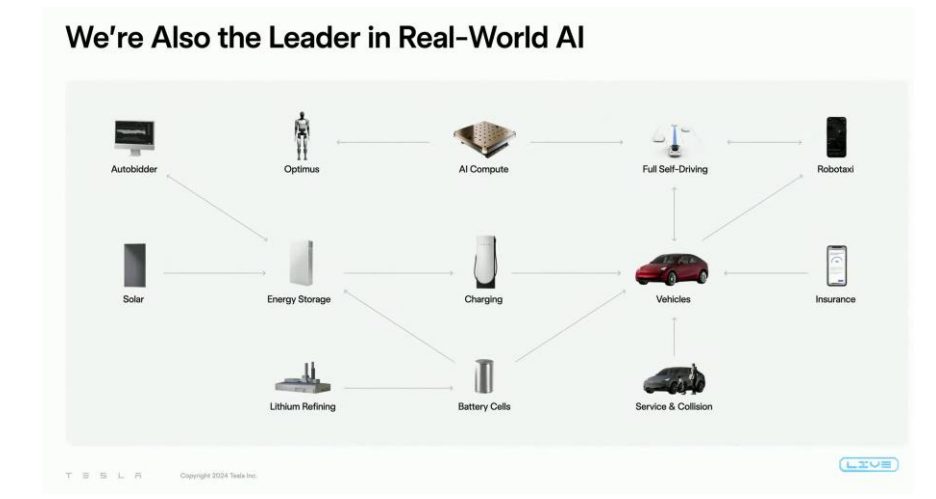 We're Also the Leader in Real-World AI
Autobidder
Optimus
AI Compute
Full Self-Driving
Robotaxi
Solar
Energy Storage
Charging
Vehicles
Insurance
Lithium Refining
Battery Cells
Service & Collision
TESLA
Copyright 2024 Tesla Inc.
LIVE